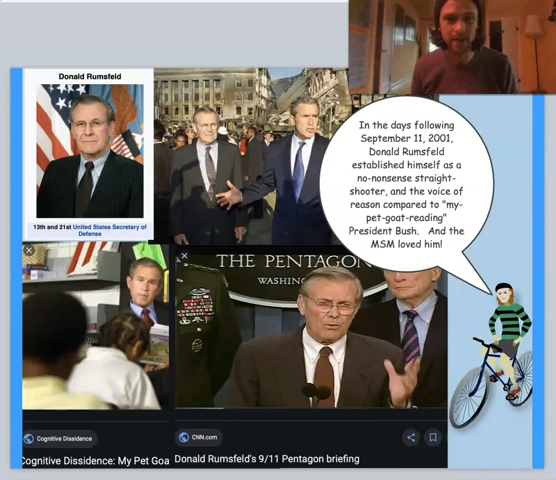 Donald Rumsfeld
13th and 21st United States Secretary of
Defense
In the days following
September 11, 2001,
Donald Rumsfeld
established himself as a
no-nonsense straight-
shooter, and the voice of
reason compared to "my-
pet-goat-reading"
President Bush. And the
MSM loved him!
THE PENTAGON
WASHING
Cognitive Dissidence
CNN.com
Cognitive Dissidence: My Pet Goa
Donald Rumsfeld's 9/11 Pentagon briefing